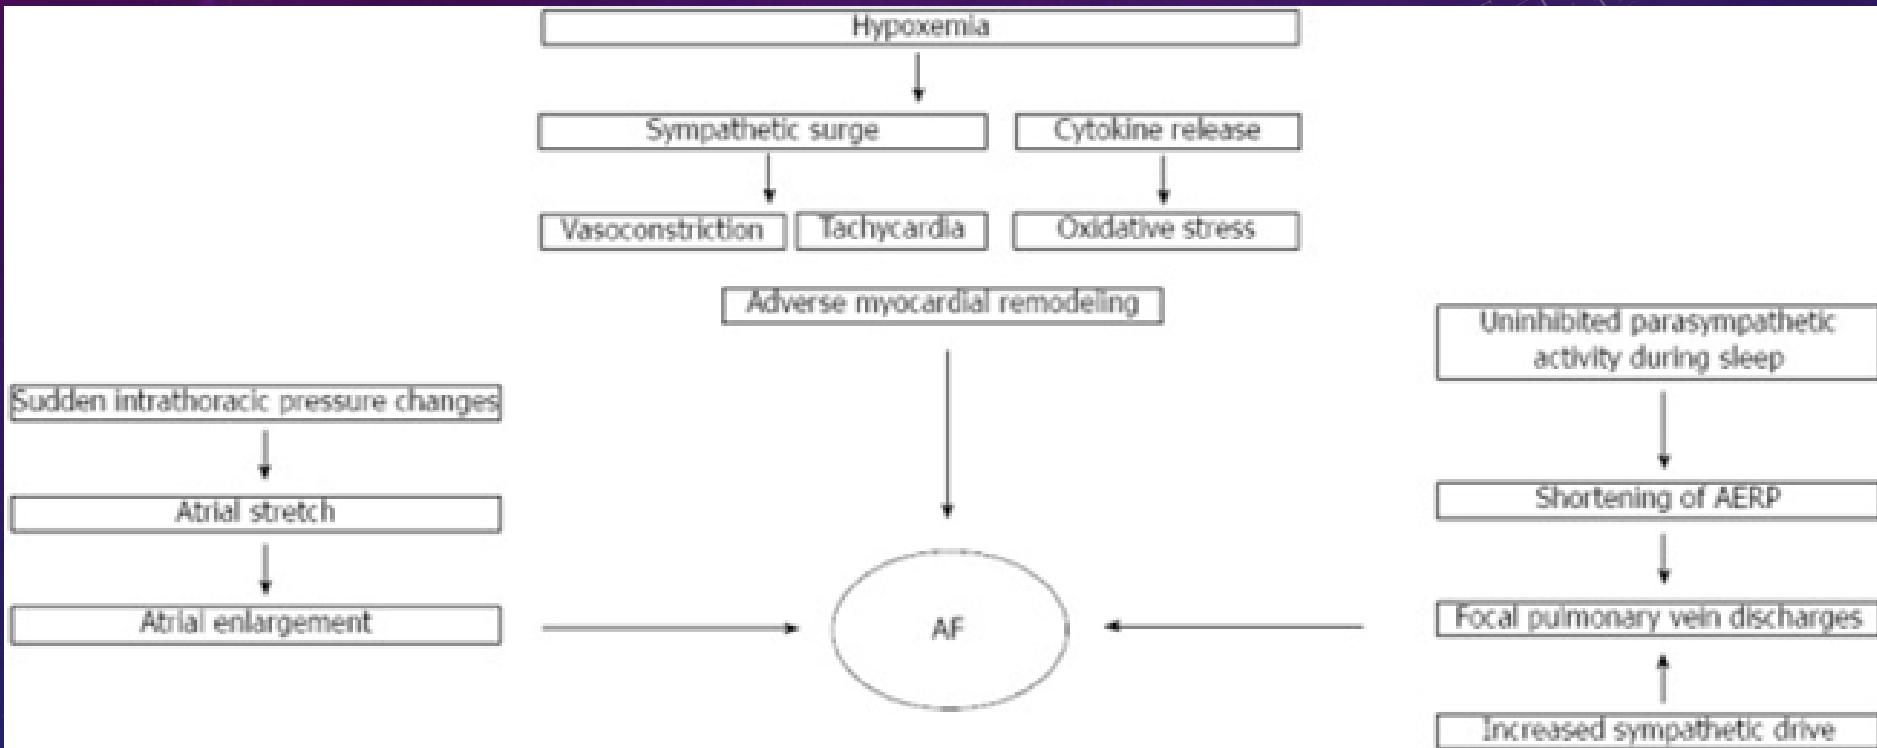 Hypoxemia
Sympathetic surge
Cytokine release
Vasoconstriction
Tachycardia
Oxidative stress
Adverse myocardial remodeling
Sudden intrathoracic pressure changes
Atrial stretch
Atrial enlargement
AF
Uninhibited parasympathetic
activity during sleep
Shortening of AERP
Focal pulmonary vein discharges
Increased sympathetic drive